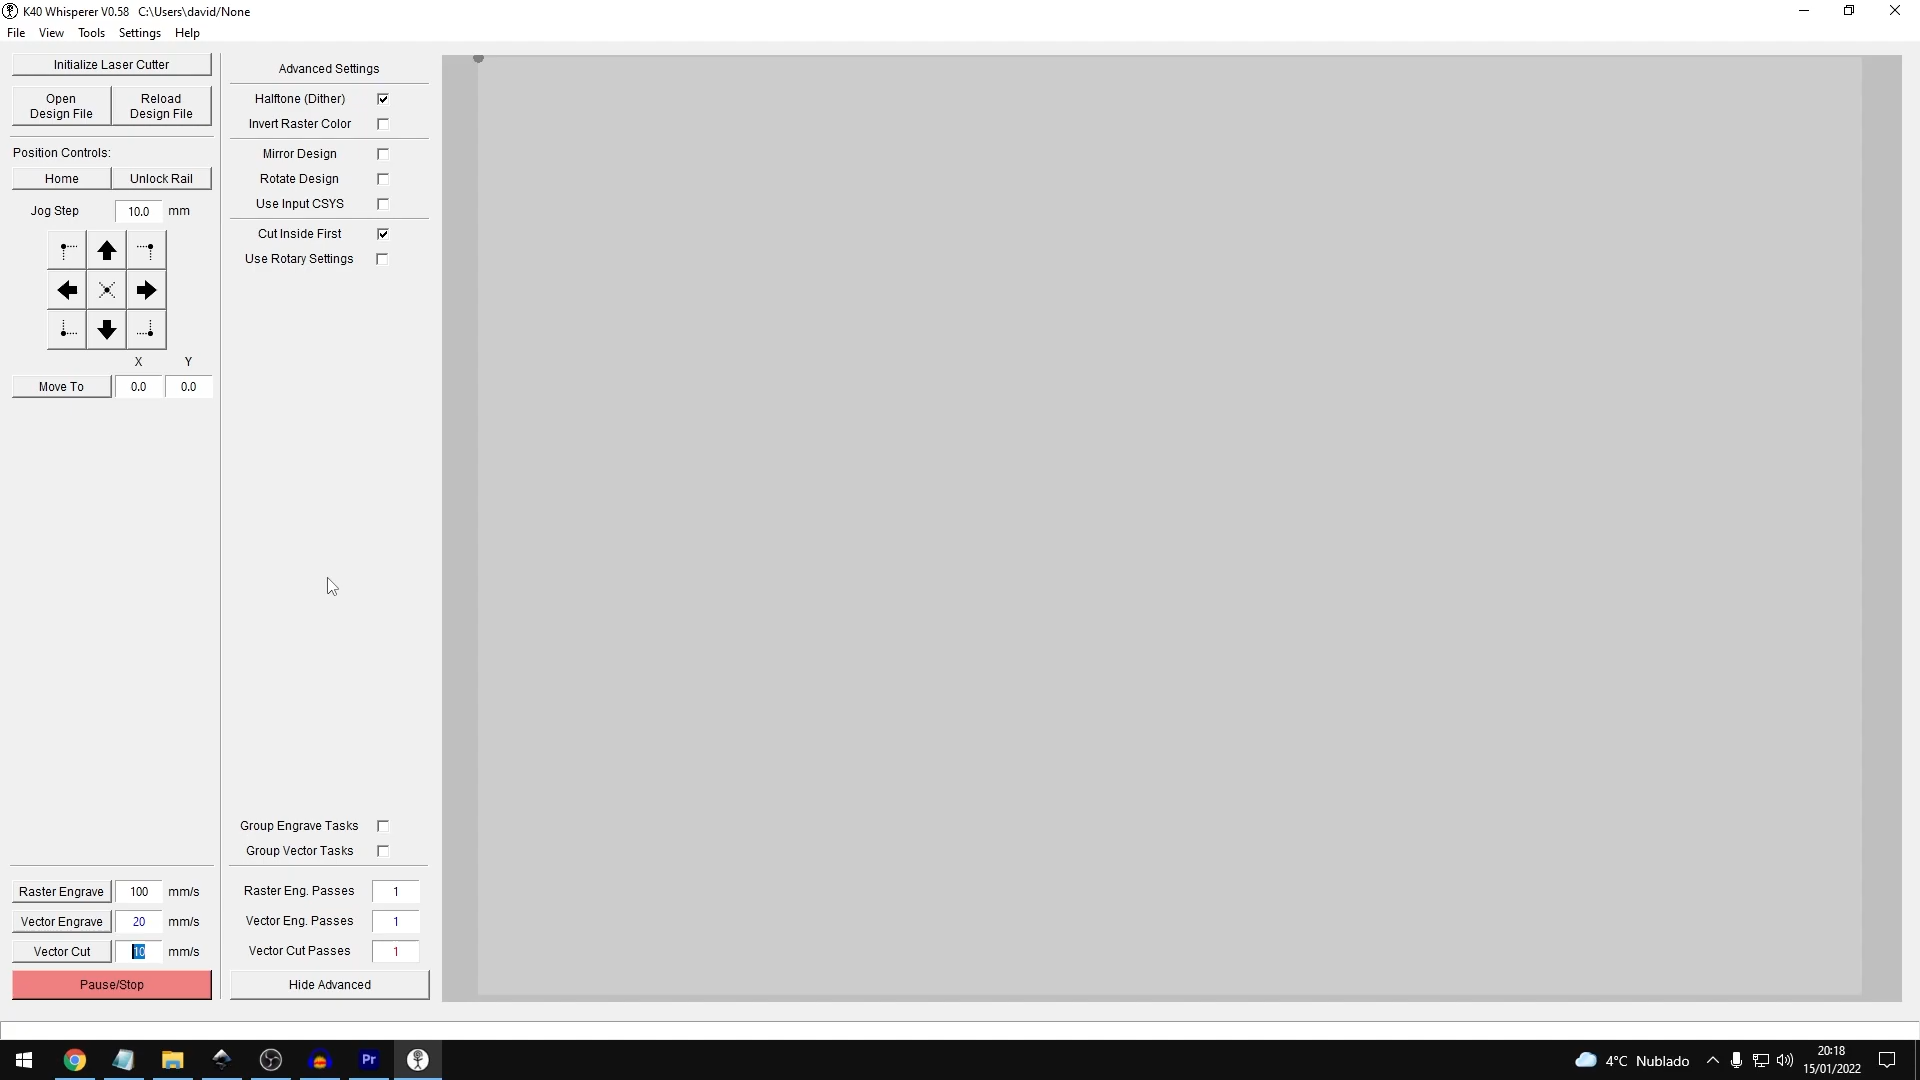 K40 Whisperer V0.58   C:\Users\david/None
File View Tools Settings Help
Initialize Laser Cutter
Open
Design File
Reload
Design File
Position Controls:
Home
Unlock Rail
Jog Step 10.0 mm
X Y
Move To 0.0 0.0
Raster Engrave 100 mm/s
Vector Engrave 20 mm/s
Vector Cut 10 mm/s
Pause/Stop
Advanced Settings
Halftone (Dither)
Invert Raster Color
Mirror Design
Rotate Design
Use Input CSYS
Cut Inside First
Use Rotary Settings
Group Engrave Tasks
Group Vector Tasks
Raster Eng. Passes 1
Vector Eng. Passes 1
Vector Cut Passes 1
Hide Advanced
Pr
4°C Nublado
20:18
15/01/2022